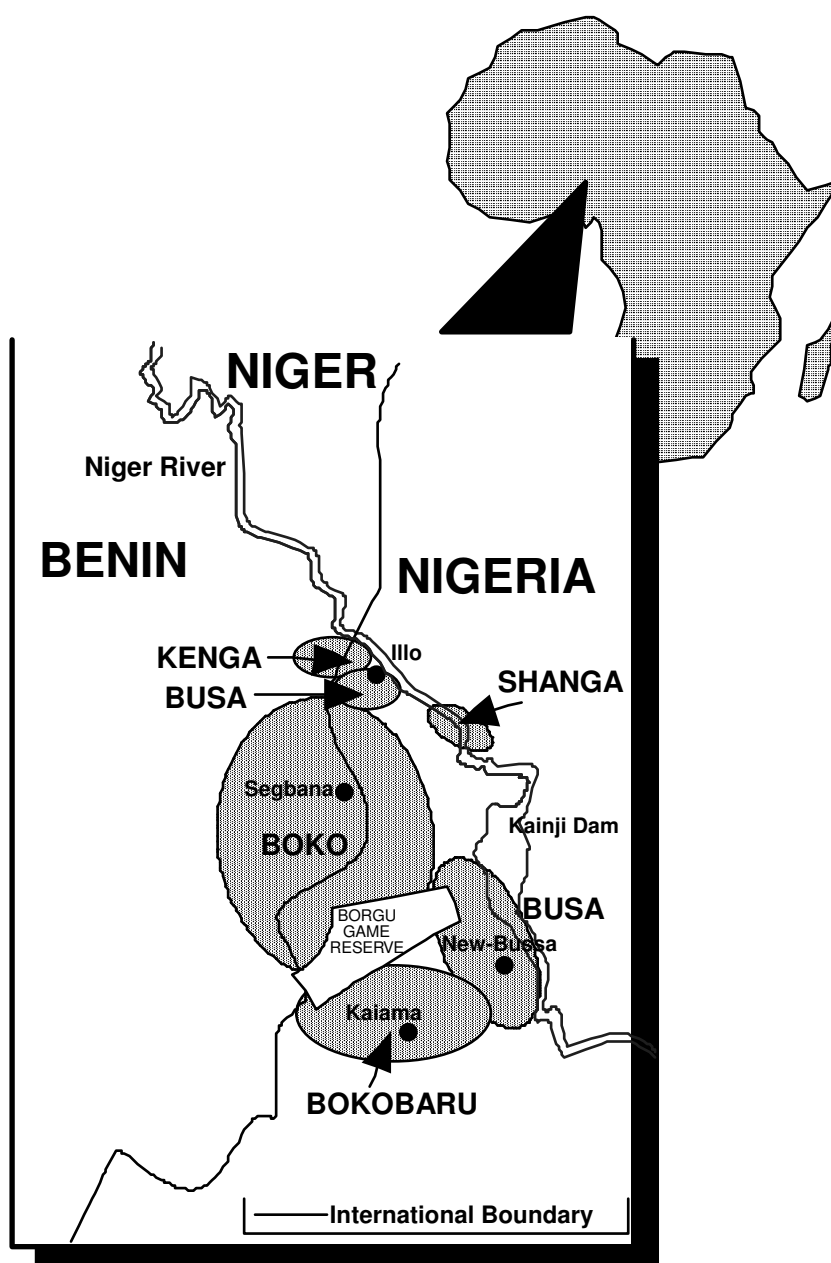 NIGER
Niger River
BENIN
NIGERIA
KENGA
Illo
BUSA
SHANGA
Segbana
Kainji Dam
BOKO
BUSA
BORGU
GAME
RESERVE
New-Bussa
Kaiama
BOKOBARU
International Boundary